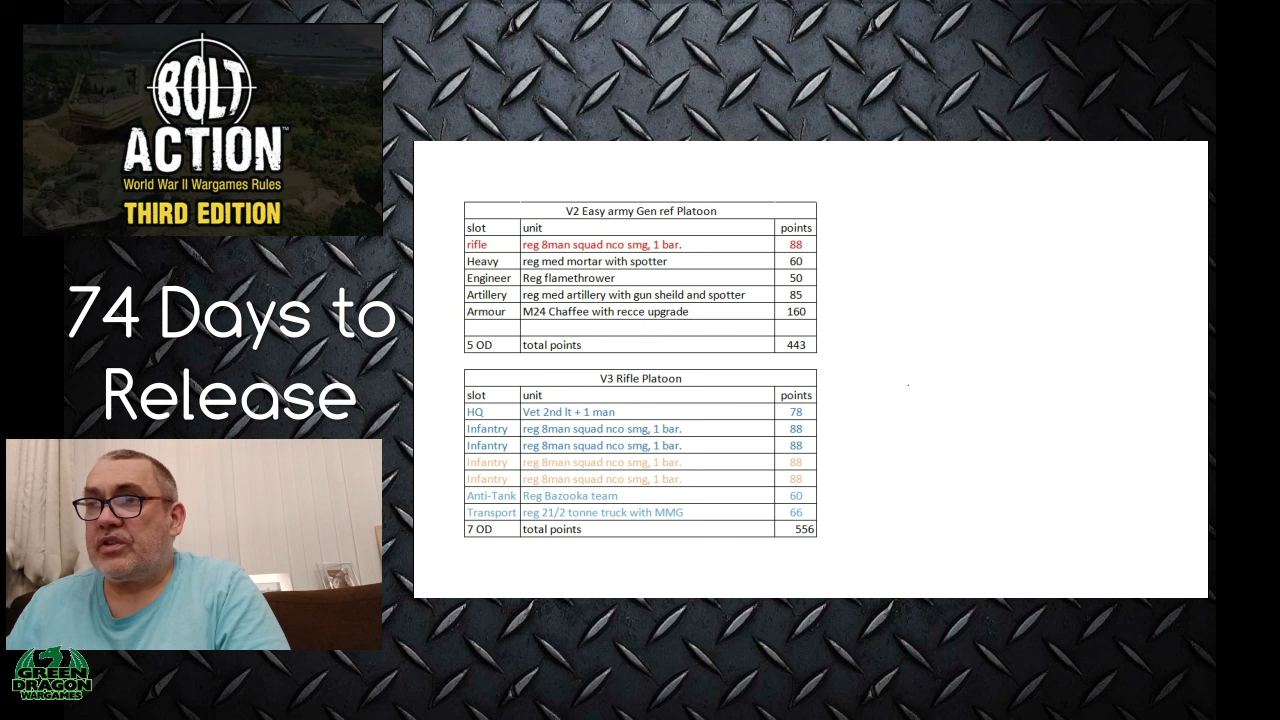 BOLT
ACTION™
World War II Wargames Rules
THIRD EDITION
74 Days to
Release
GREEN
DRAGON
WARGAMES
V2 Easy army Gen ref Platoon
slot unit points
rifle reg 8man squad nco smg, 1 bar. 88
Heavy reg med mortar with spotter 60
Engineer Reg flamethrower 50
Artillery reg med artillery with gun sheild and spotter 85
Armour M24 Chaffee with recce upgrade 160
5 OD total points 443
V3 Rifle Platoon
slot unit points
HQ Vet 2nd lt + 1 man 78
Infantry reg 8man squad nco smg, 1 bar. 88
Infantry reg 8man squad nco smg, 1 bar. 88
Infantry reg 8man squad nco smg, 1 bar. 88
Infantry reg 8man squad nco smg, 1 bar. 88
Anti-Tank Reg Bazooka team 60
Transport reg 21/2 tonne truck with MMG 66
7 OD total points 556